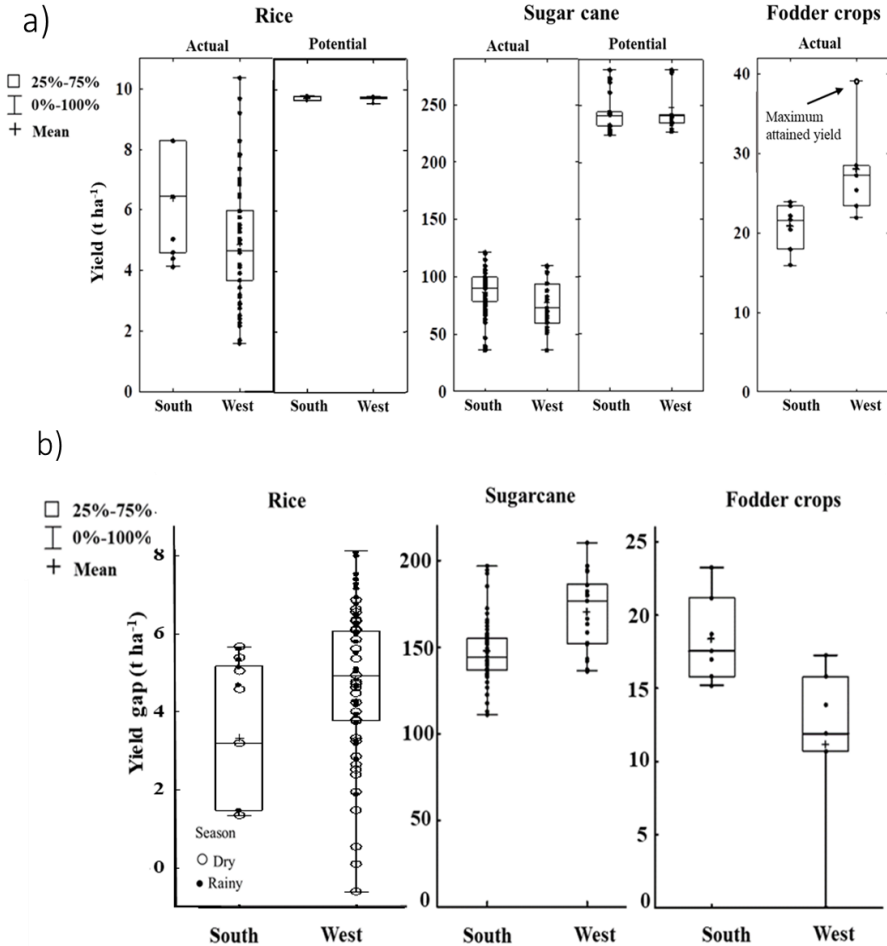 a)
Rice
Sugar cane
Fodder crops
Actual
Potential
Actual
Potential
Actual
25%-75%
0%-100%
Mean
Yield (t ha-1)
10
8
6
4
2
0
250
200
150
100
50
0
40
30
20
10
0
Maximum
attained yield
South
West
South
West
South
West
South
West
South
West
b)
Rice
Sugarcane
Fodder crops
25%-75%
0%-100%
Mean
Yield gap (t ha-1)
8
6
4
2
0
200
150
100
50
0
25
20
15
10
5
0
Season
Dry
Rainy
South
West
South
West
South
West